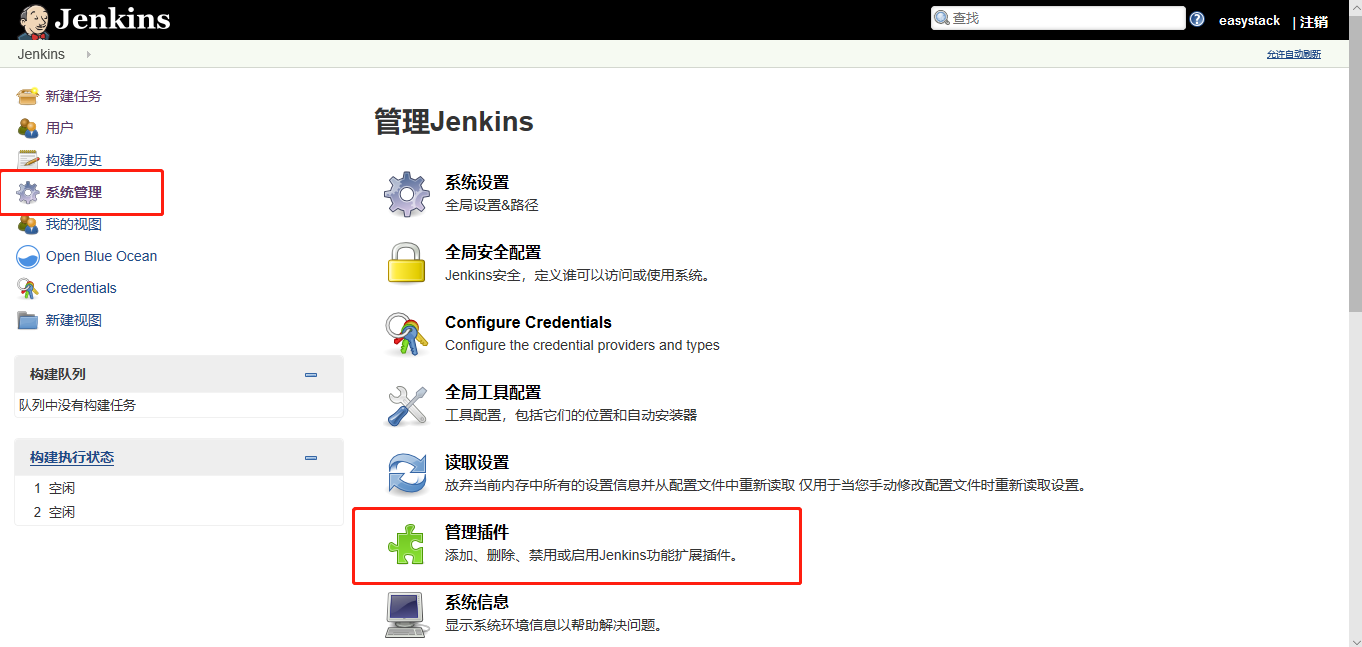 Jenkins
查找
easystack
| 注销
Jenkins
允许自动刷新
新建任务
用户
构建历史
系统管理
我的视图
Open Blue Ocean
Credentials
新建视图
构建队列
队列中没有构建任务
构建执行状态
1 空闲
2 空闲
管理Jenkins
系统设置
全局设置&路径
全局安全配置
Jenkins安全，定义谁可以访问或使用系统。
Configure Credentials
Configure the credential providers and types
全局工具配置
工具配置，包括它们的位置和自动安装器
读取设置
放弃当前内存中所有的设置信息并从配置文件中重新读取 仅用于当您手动修改配置文件时重新读取设置。
管理插件
添加、删除、禁用或启用Jenkins功能扩展插件。
系统信息
显示系统环境信息以帮助解决问题。